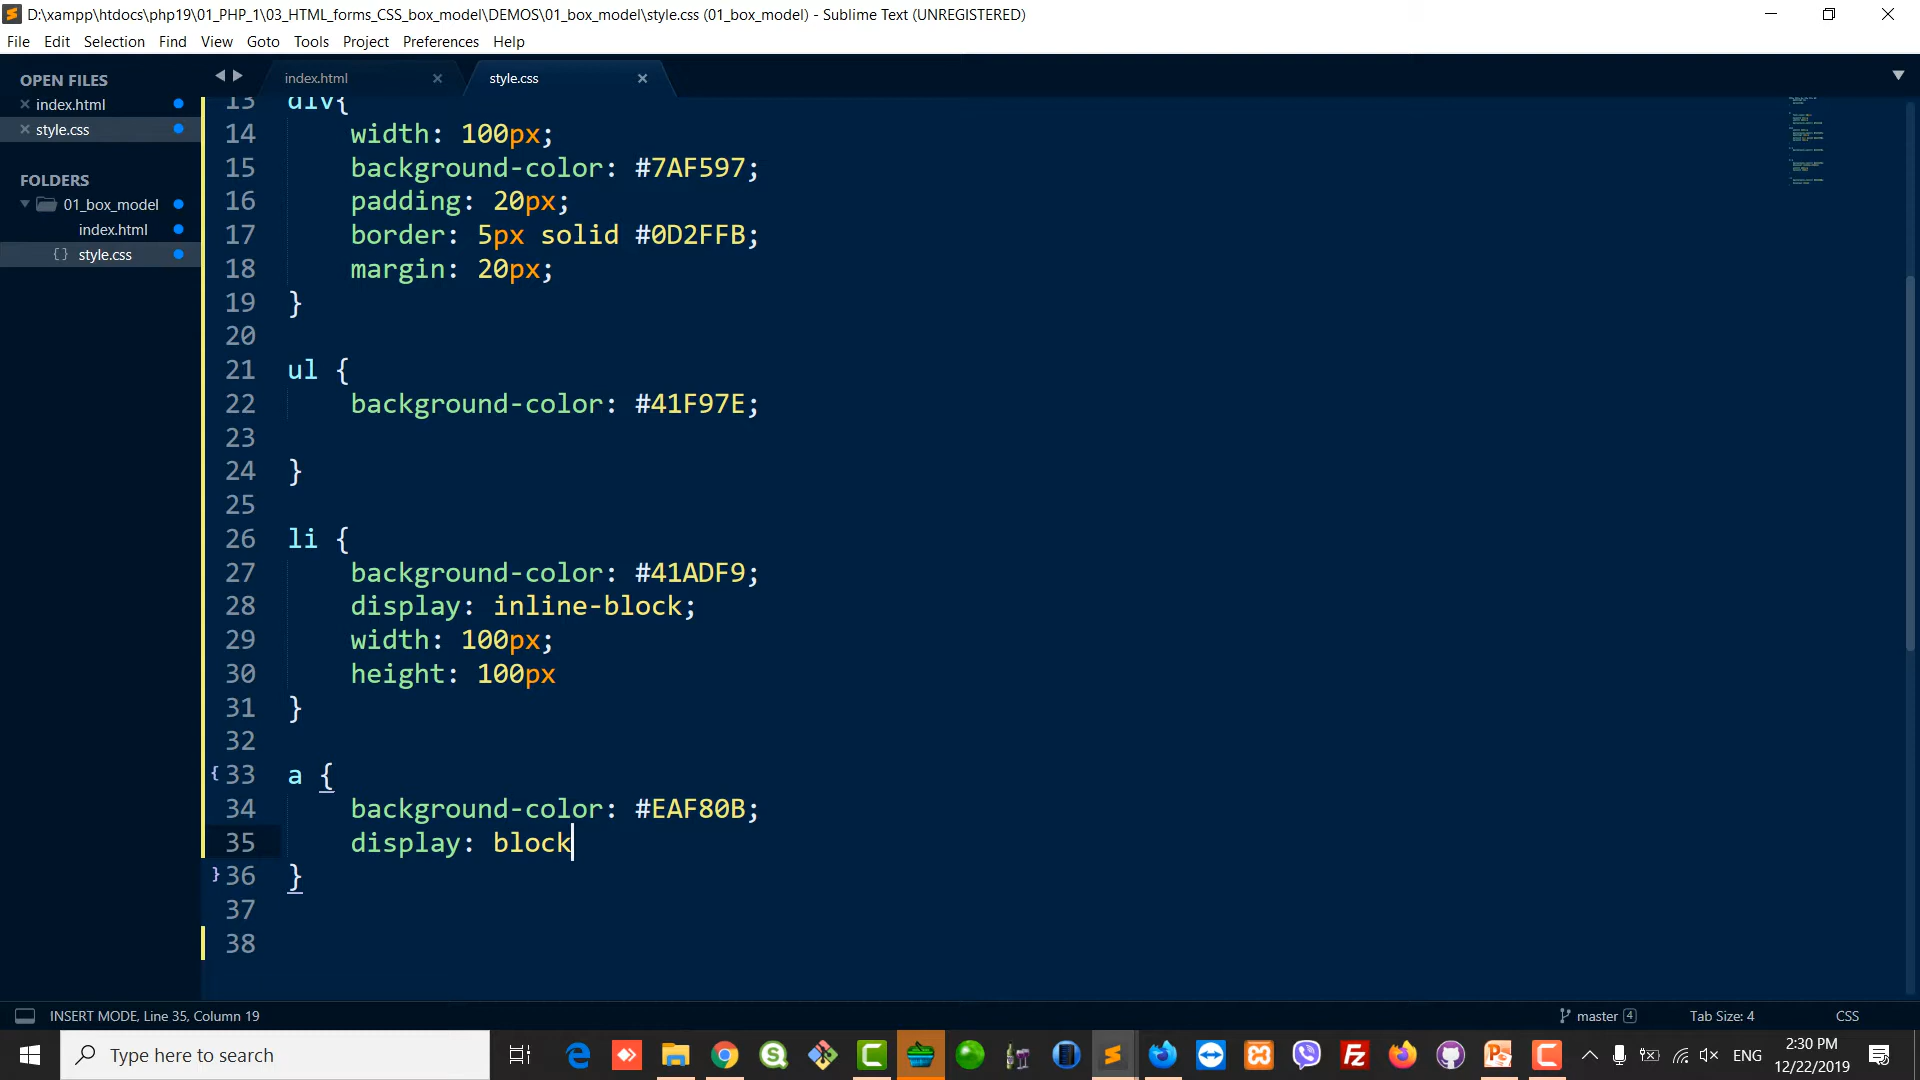 D:\xampp\htdocs\php19\01_PHP_1\03_HTML_forms_CSS_box_model\DEMOS\01_box_model\style.css (01_box_model) - Sublime Text (UNREGISTERED)
File Edit Selection Find View Goto Tools Project Preferences Help
OPEN FILES
index.html
style.css
FOLDERS
01_box_model
index.html
{} style.css
index.html style.css
13 div{
14 width: 100px;
15 background-color: #7AF597;
16 padding: 20px;
17 border: 5px solid #0D2FFB;
18 margin: 20px;
19 }
20
21 ul {
22 background-color: #41F97E;
23
24 }
25
26 li {
27 background-color: #41ADF9;
28 display: inline-block;
29 width: 100px;
30 height: 100px
31 }
32
{ 33 a {
34 background-color: #EAF80B;
35 display: block
} 36 }
37
38
INSERT MODE, Line 35, Column 19 master 4 Tab Size: 4 CSS
Type here to search ENG 2:30 PM
12/22/2019